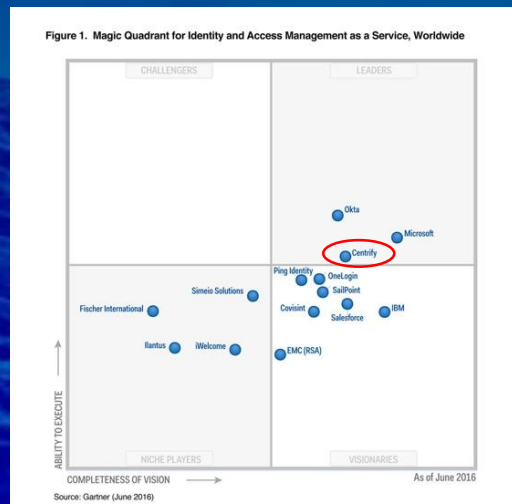 Figure 1. Magic Quadrant for Identity and Access Management as a Service, Worldwide
CHALLENGERS
LEADERS
Okta
Microsoft
Centrify
Ping Identity
OneLogin
SailPoint
Simeio Solutions
Fischer International
Covisint
Salesforce
IBM
Ilantus
iWelcome
EMC (RSA)
ABILITY TO EXECUTE
NICHE PLAYERS
VISIONARIES
COMPLETENESS OF VISION
As of June 2016
Source: Gartner (June 2016)